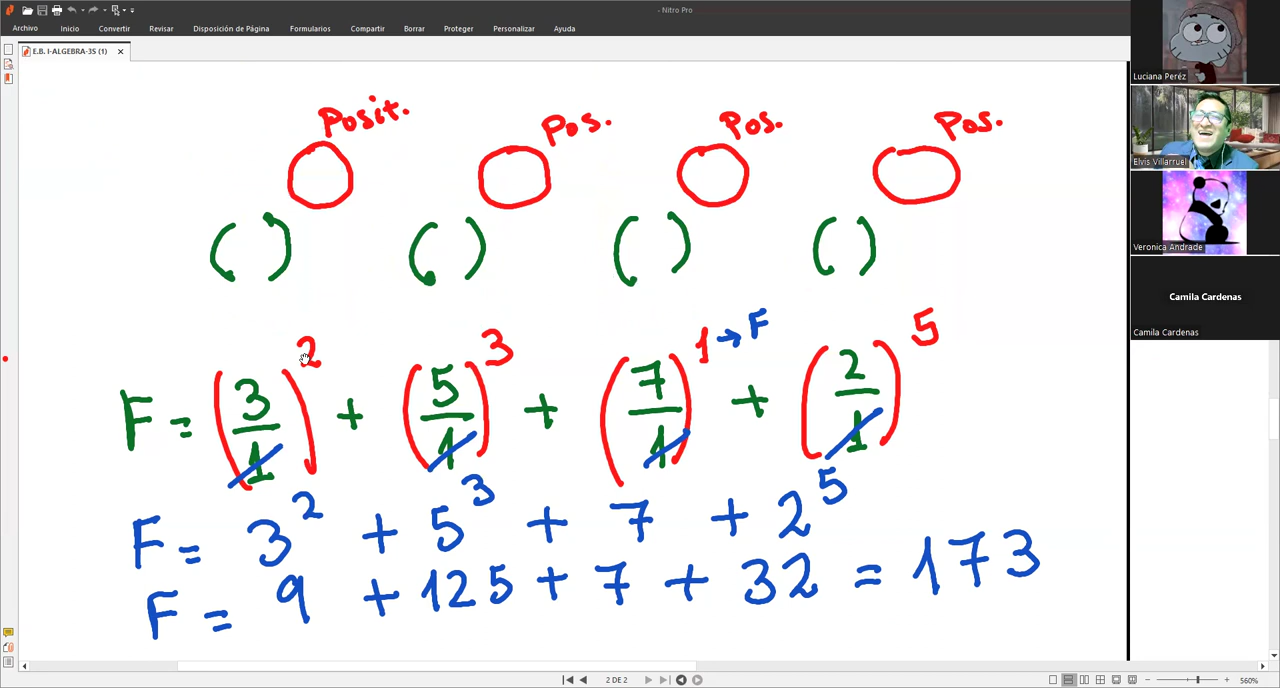 - Nitro Pro
Archivo Inicio Convertir Revisar Disposición de Página Formularios Compartir Borrar Proteger Personalizar Ayuda
E.B. I-ALGEBRA-3S (1)
Posit. Pos. Pos. Pos.
( ) ( ) ( ) ( )
F = (3/1)^2 + (5/1)^3 + (7/1)^1 → F + (2/1)^5
F = 3^2 + 5^3 + 7 + 2^5
F = 9 + 125 + 7 + 32 = 173
2 DE 2
560%
Luciana Peréz
Elvis Villarruel
Veronica Andrade
Camila Cardenas
Camila Cardenas